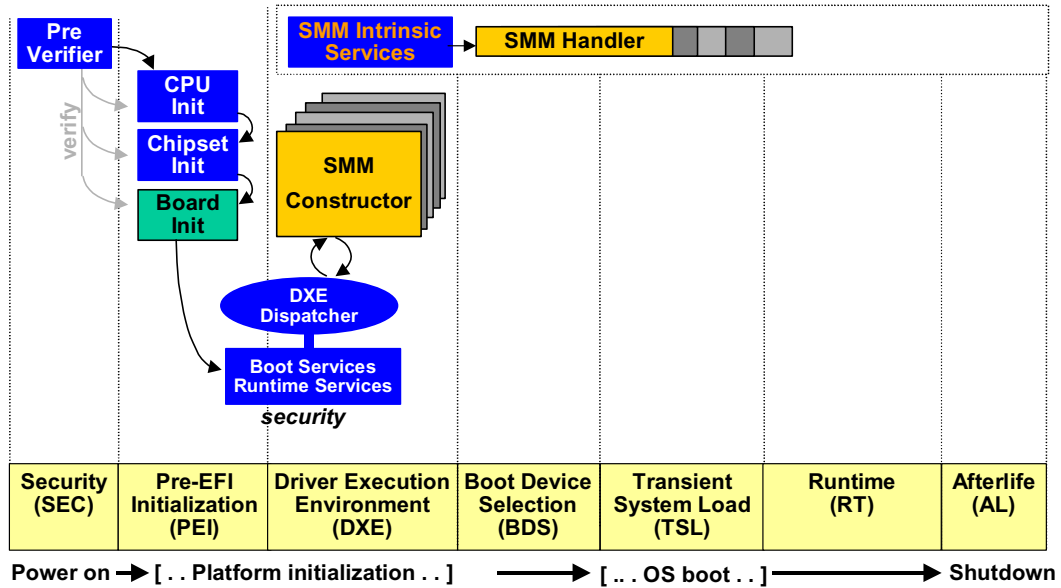 Pre
Verifier
SMM Intrinsic
Services
SMM Handler
CPU
Init
verify
Chipset
Init
SMM
Constructor
Board
Init
DXE
Dispatcher
Boot Services
Runtime Services
security
Security
(SEC)
Pre-EFI
Initialization
(PEI)
Driver Execution
Environment
(DXE)
Boot Device
Selection
(BDS)
Transient
System Load
(TSL)
Runtime
(RT)
Afterlife
(AL)
Power on [ . . Platform initialization . . ] [ ... . OS boot . . ] Shutdown